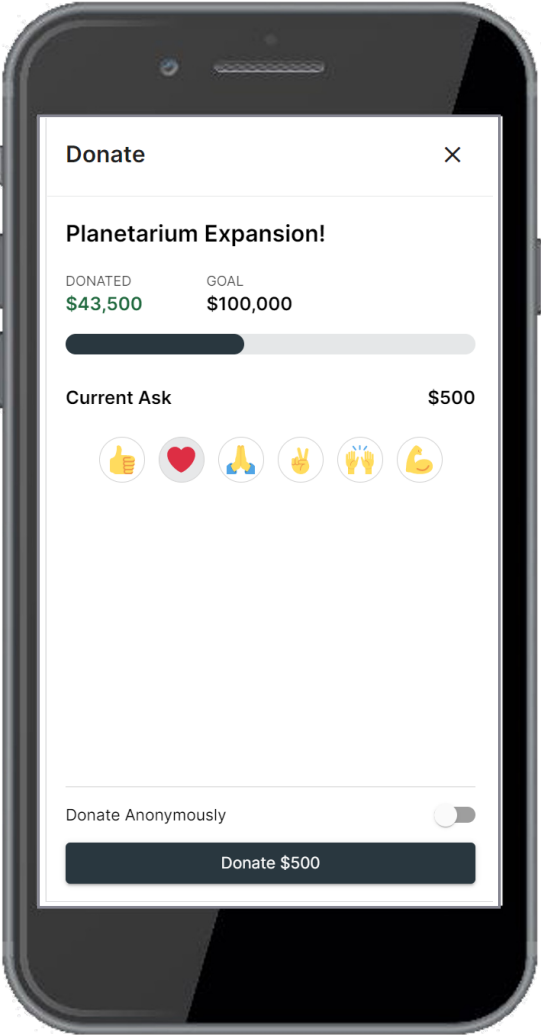 Donate
Planetarium Expansion!
DONATED GOAL
$43,500 $100,000
Current Ask $500
Donate Anonymously
Donate $500